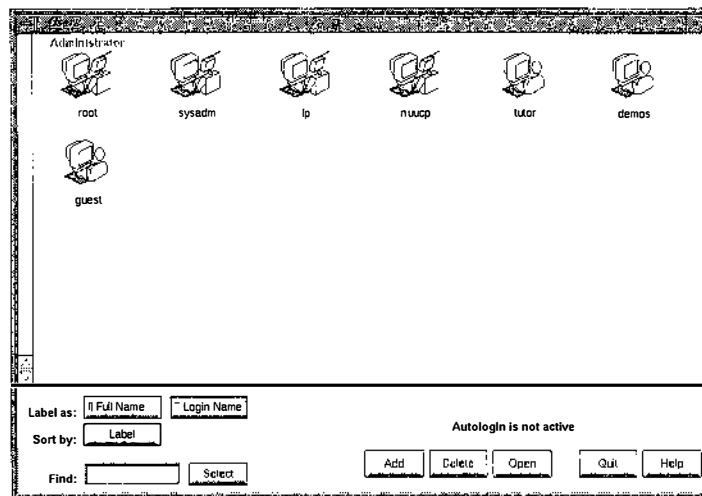 Users
Administrator
root sysadm lp nuucp tutor demos
guest
Label as: Full Name Login Name
Autologin is not active
Sort by: Label
Add Delete Open Quit Help
Find: Select